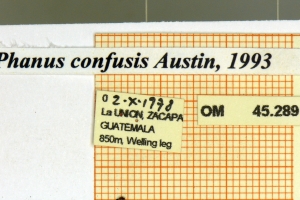 Phanus confusis Austin, 1993
02-X-1978
La UNION, ZACAPA
GUATEMALA
850m, Welling leg
OM 45.289